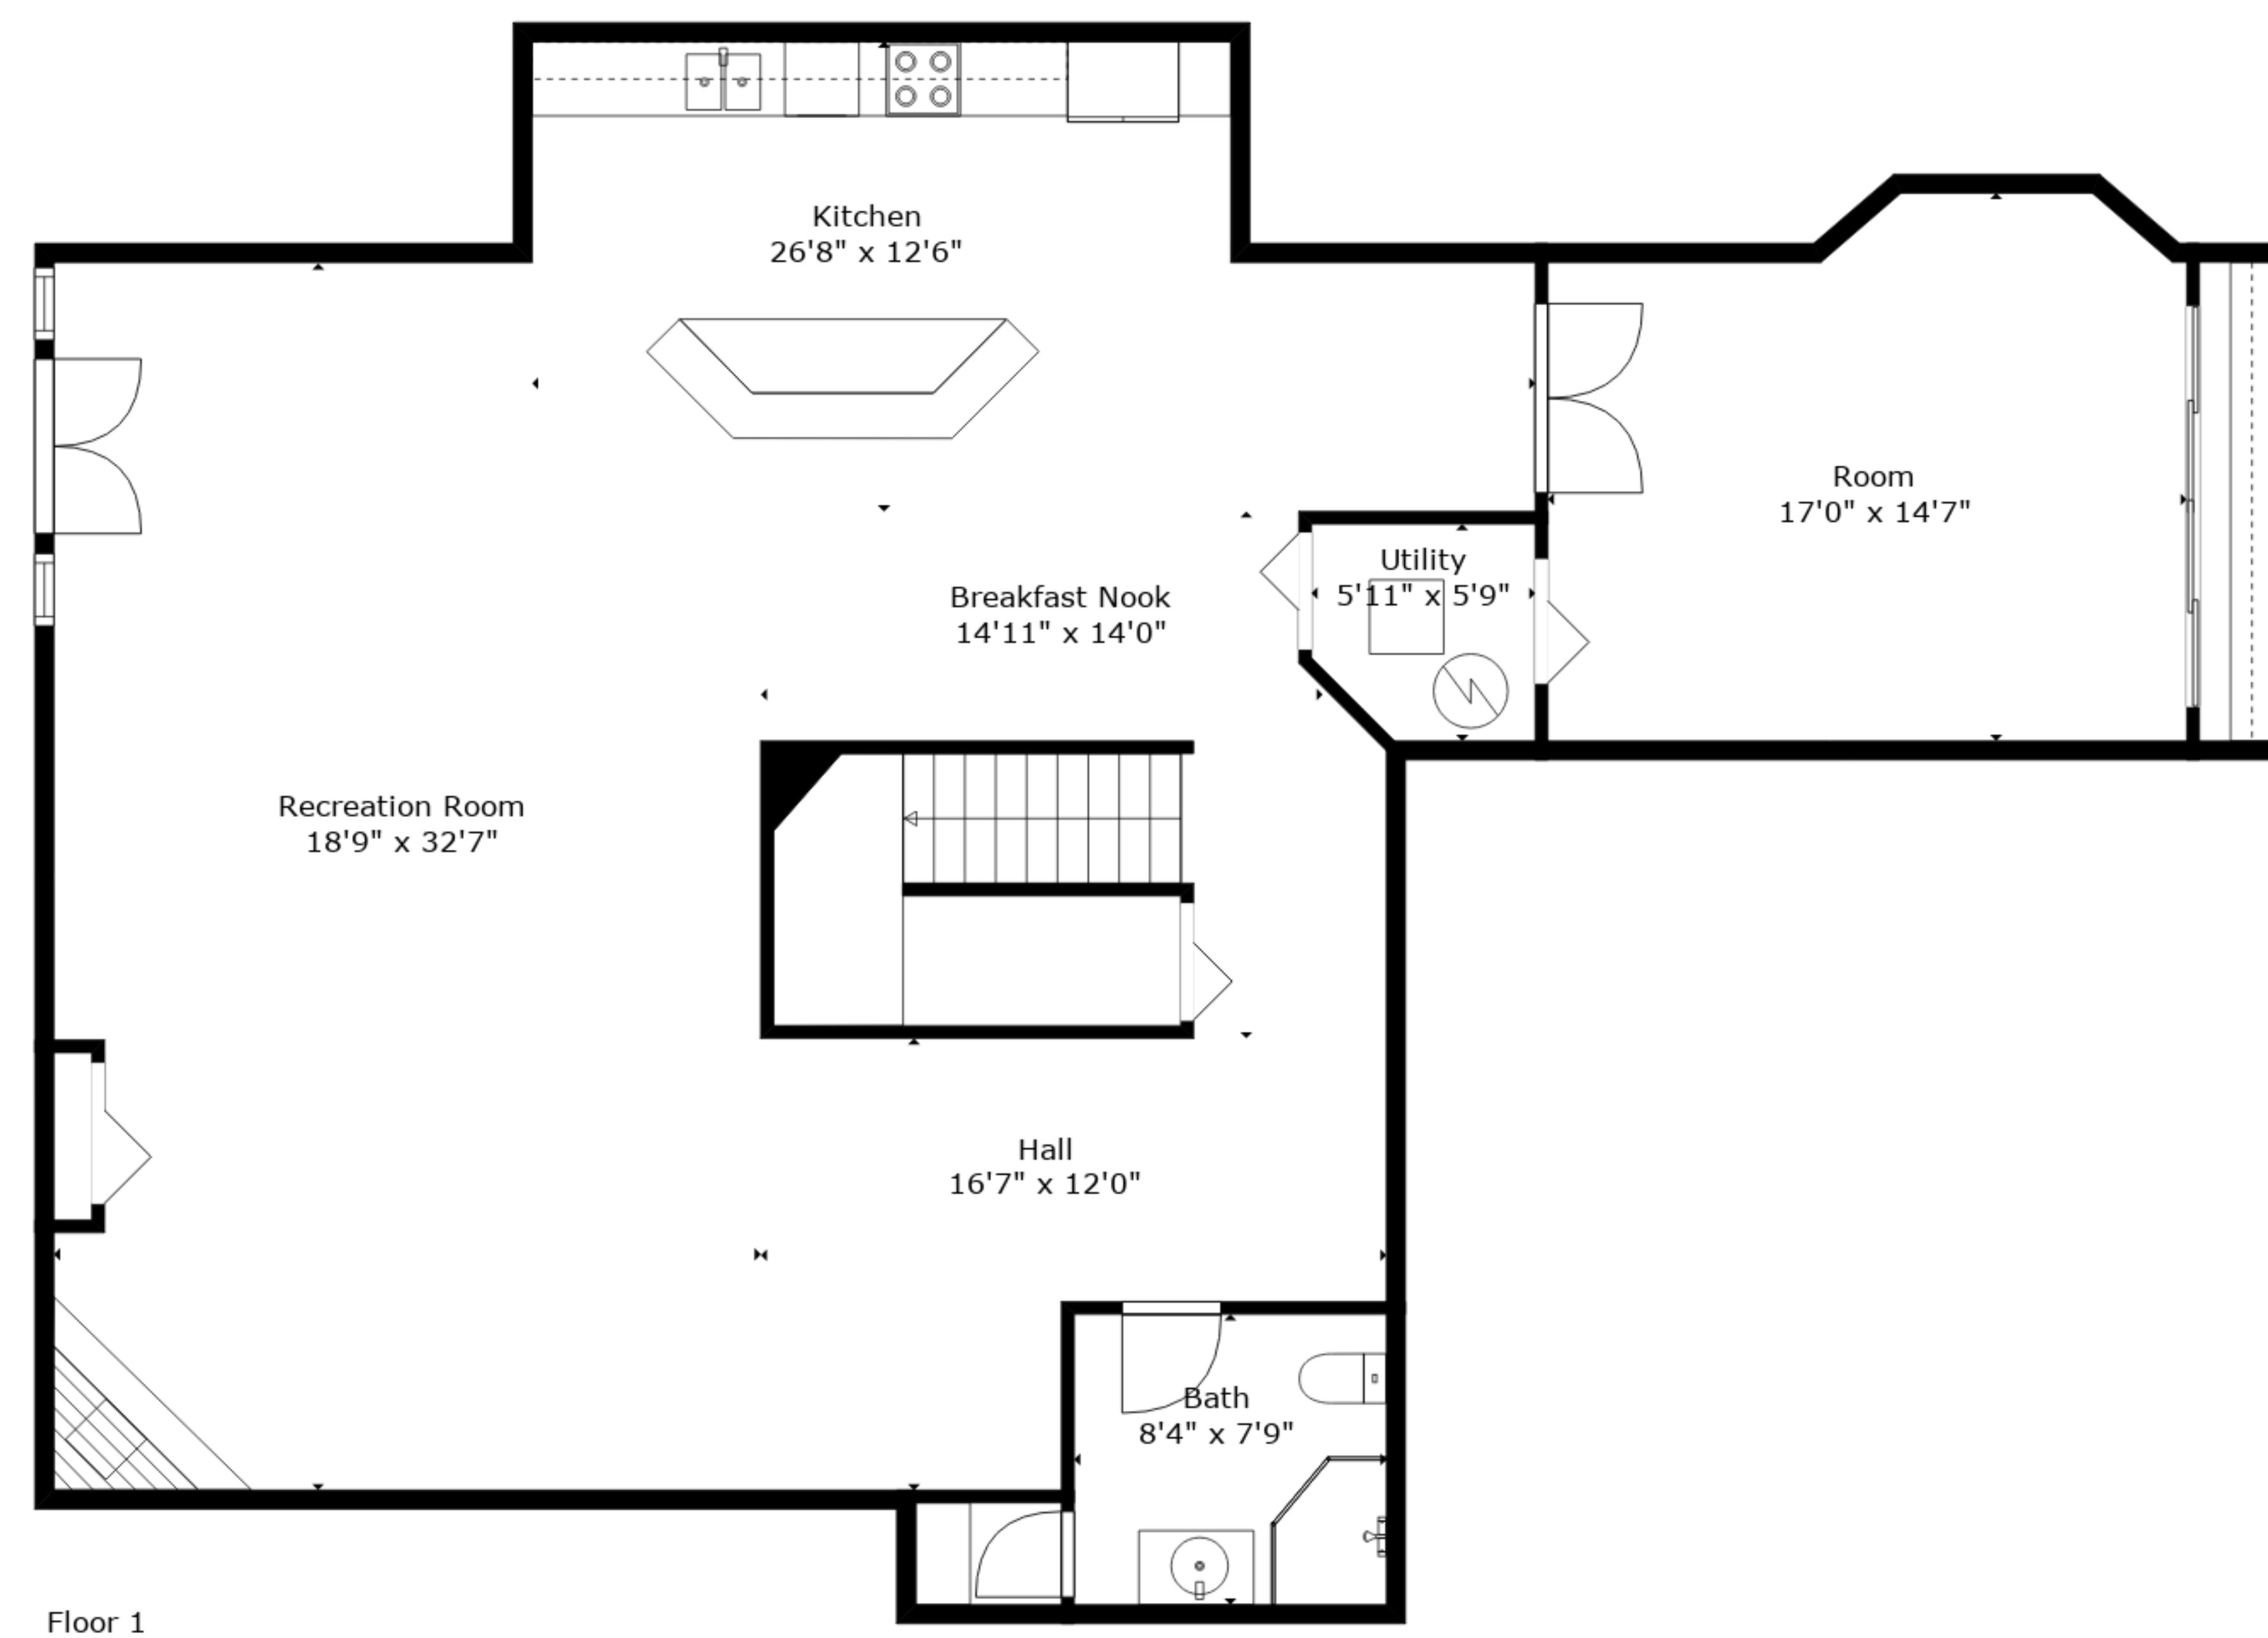 Kitchen
26'8" x 12'6"
Room
17'0" x 14'7"
Utility
5'11" x 5'9"
Breakfast Nook
14'11" x 14'0"
Recreation Room
18'9" x 32'7"
Hall
16'7" x 12'0"
Bath
8'4" x 7'9"
Floor 1